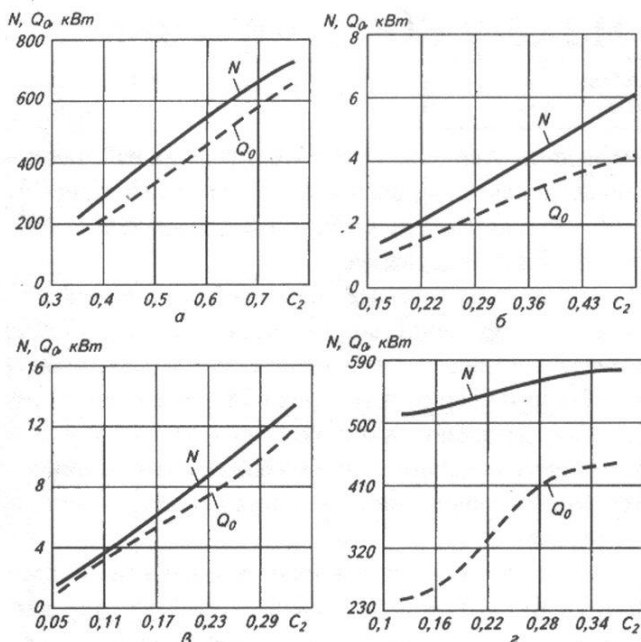 N, Q₀, кВт
800
600
400
200
0
N
Q₀
0,3 0,4 0,5 0,6 0,7 C₂
а
N, Q₀, кВт
8
6
4
2
0
N
Q₀
0,15 0,22 0,29 0,36 0,43 C₂
б
N, Q₀, кВт
16
12
8
4
0
N
Q₀
0,05 0,11 0,17 0,23 0,29 C₂
в
N, Q₀, кВт
590
500
410
320
230
N
Q₀
0,1 0,16 0,22 0,28 0,34 C₂
г